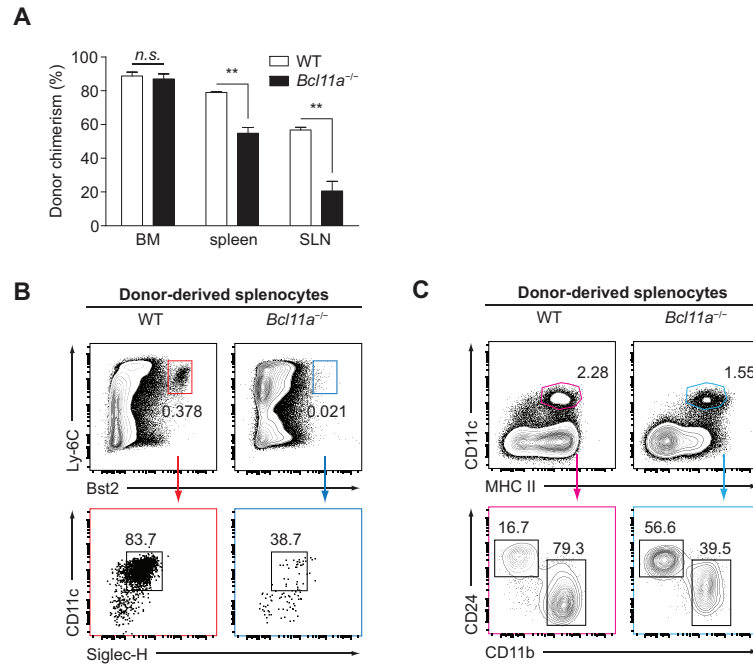 A
Donor chimerism (%)
100
80
60
40
20
0
n.s.
**
**
WT
Bcl11a–/–
BM spleen SLN
B
Donor-derived splenocytes
WT Bcl11a–/–
Ly-6C
0.378 0.021
Bst2
CD11c
83.7 38.7
Siglec-H
C
Donor-derived splenocytes
WT Bcl11a–/–
CD11c
2.28 1.55
MHC II
CD24
16.7 79.3 56.6 39.5
CD11b